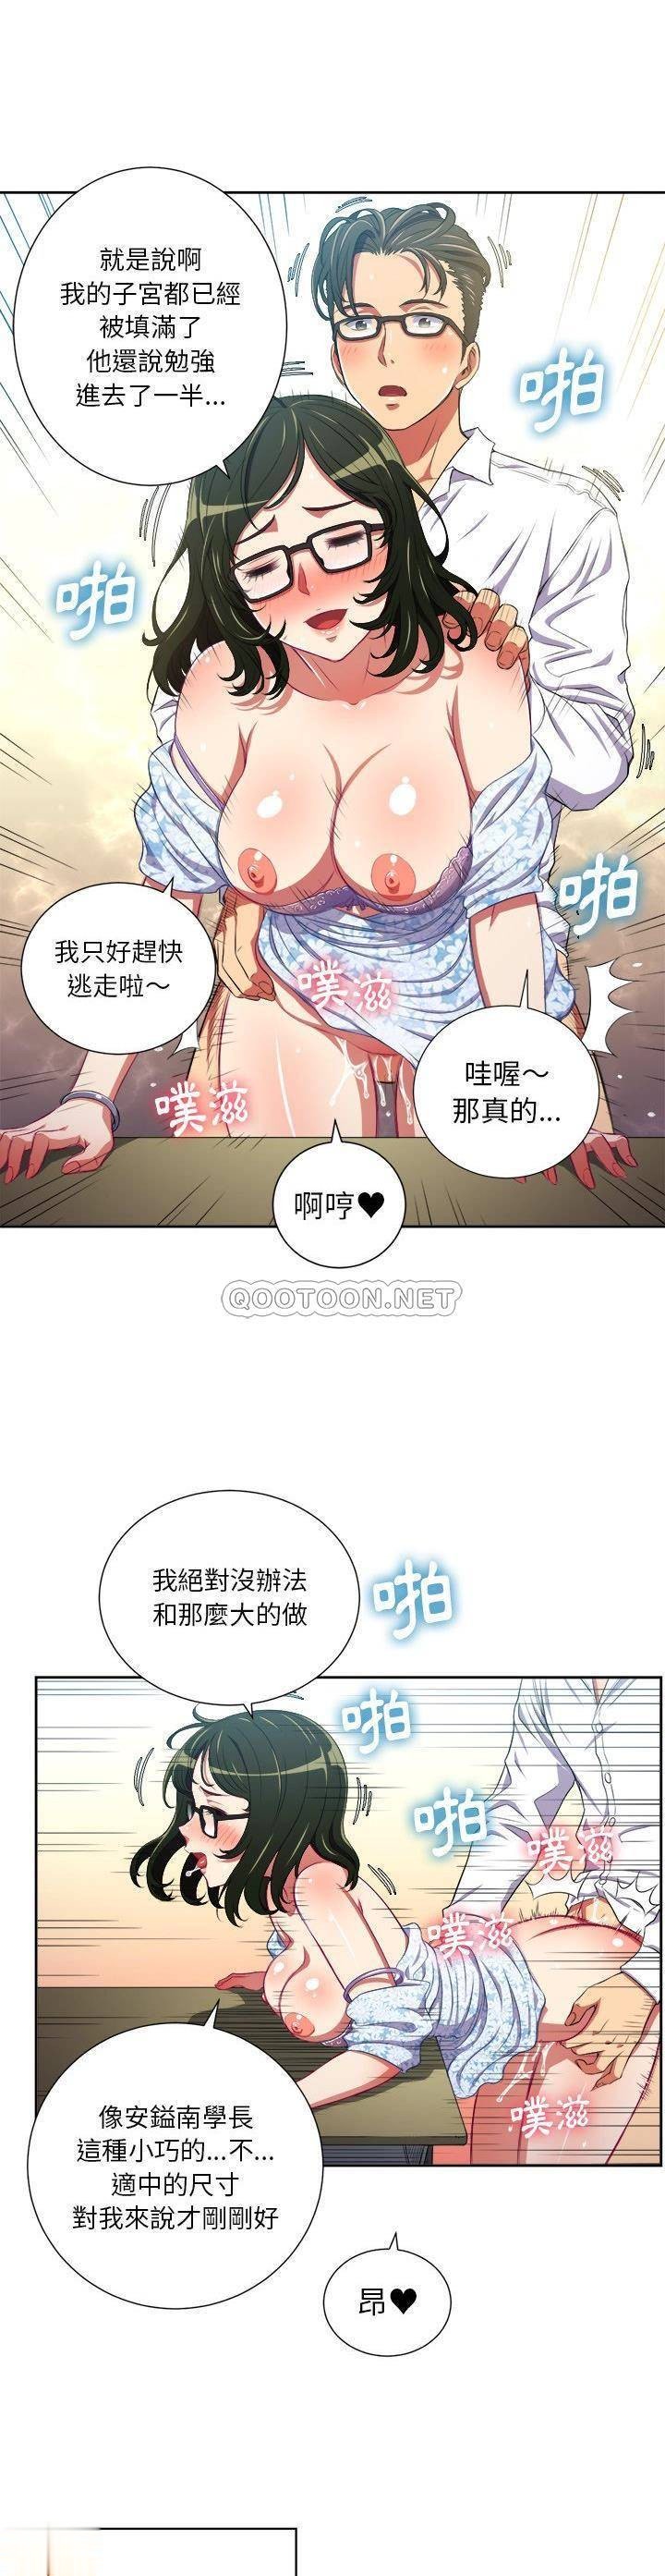 就是說啊
我的子宮都已經
被填滿了
他還說勉強
進去了一半...
啪
啪
我只好趕快
逃走啦～
啪
噗滋
哇喔～
那真的...
噗滋
啊哼♥
QOOTOON.NET
我絕對沒辦法
和那麼大的做
啪
啪
啪
噗滋
噗滋
像安鎰南學長
這種小巧的...不...
適中的尺寸
對我來說才剛剛好
噗滋
昂♥